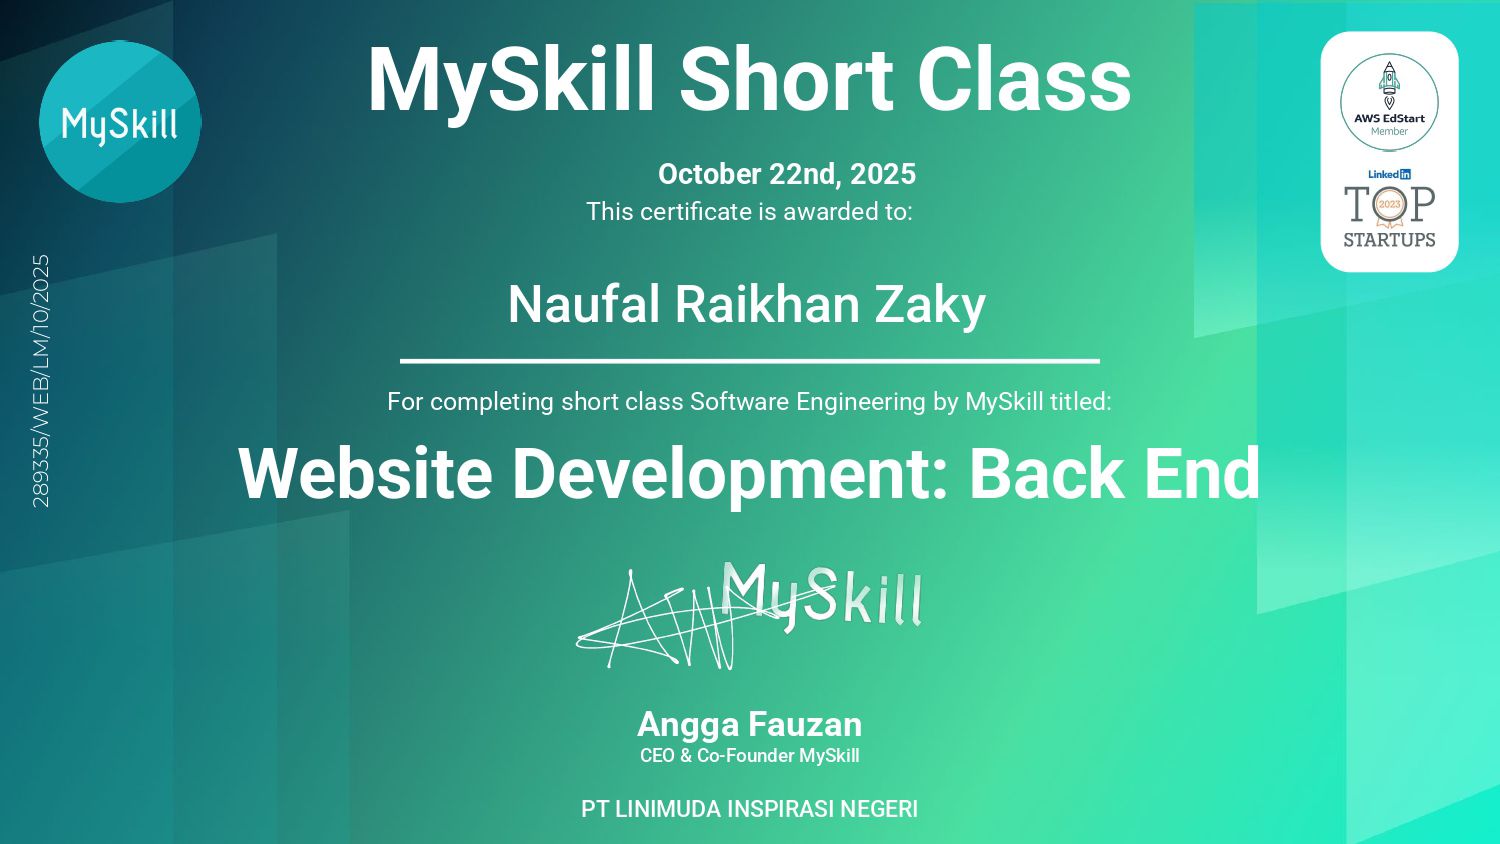 MySkill
MySkill Short Class
AWS EdStart
Member
LinkedIn
TOP
2023
STARTUPS
October 22nd, 2025
This certificate is awarded to:
Naufal Raikhan Zaky
289335/WEB/LM/10/2025
For completing short class Software Engineering by MySkill titled:
Website Development: Back End
MySkill
Angga Fauzan
CEO & Co-Founder MySkill
PT LINIMUDA INSPIRASI NEGERI